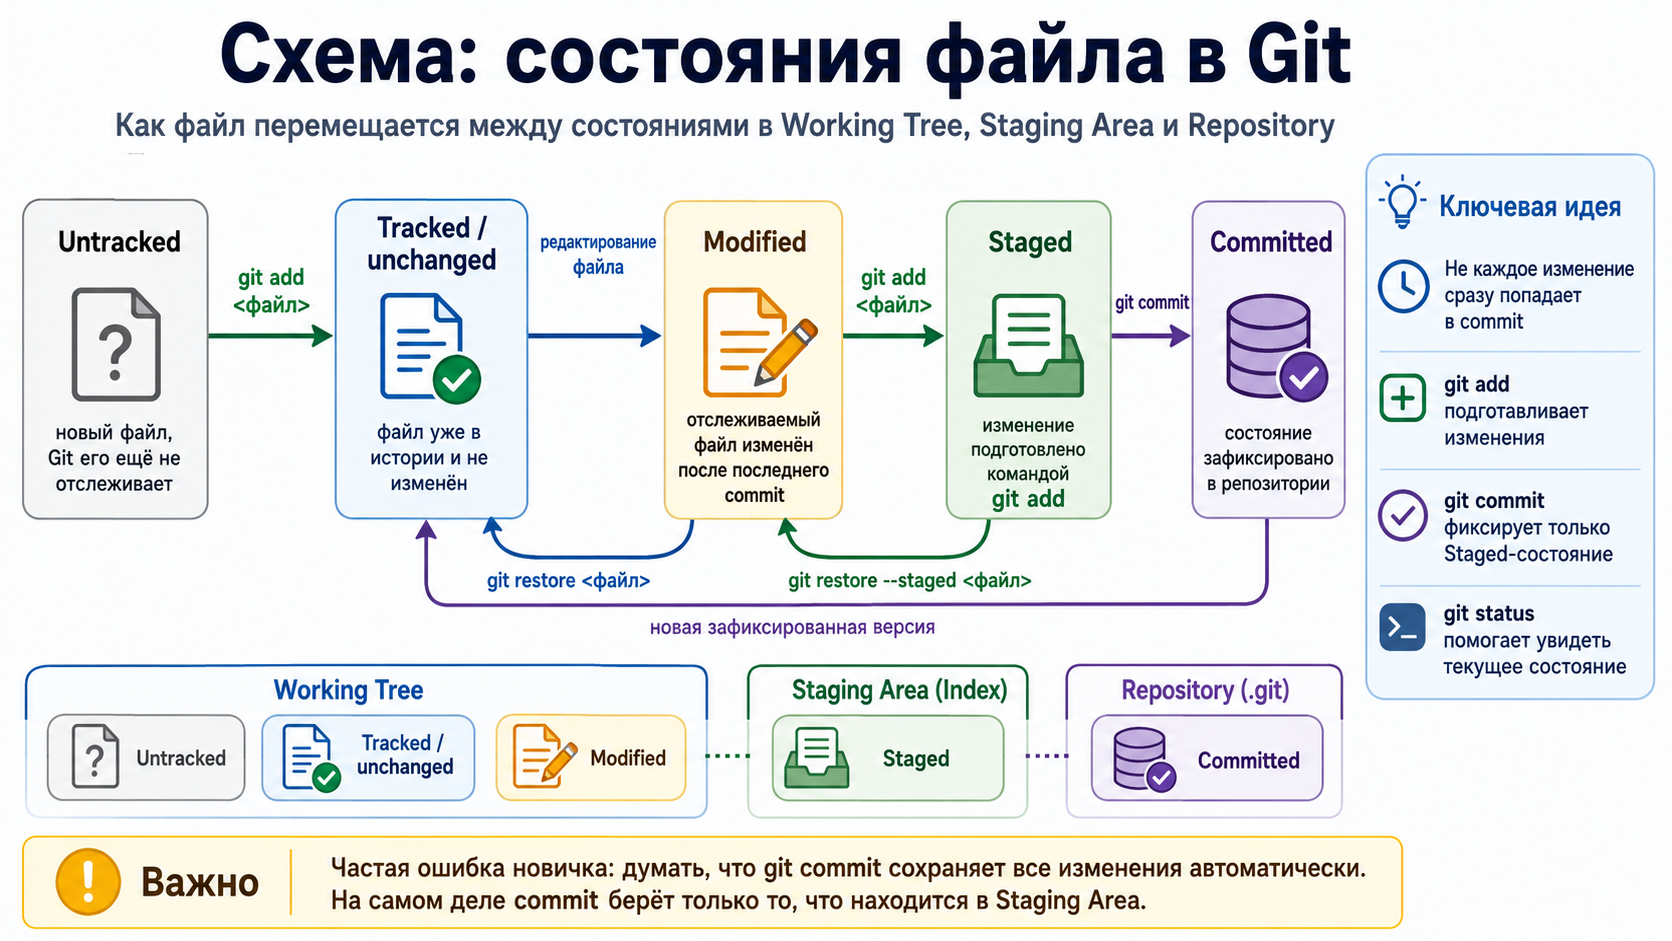 Схема: состояния файла в Git
Как файл перемещается между состояниями в Working Tree, Staging Area и Repository
Untracked
?
новый файл,
Git его ещё не
отслеживает
git add
<файл>
Tracked /
unchanged
файл уже в
истории и не
изменён
редактирование
файла
Modified
отслеживаемый
файл изменён
после последнего
commit
git add
<файл>
Staged
изменение
подготовлено
командой
git add
git commit
Committed
состояние
зафиксировано
в репозитории
git restore <файл>
git restore --staged <файл>
новая зафиксированная версия
Ключевая идея
Не каждое изменение
сразу попадает
в commit
git add
подготавливает
изменения
git commit
фиксирует только
Staged-состояние
git status
помогает увидеть
текущее состояние
Working Tree
?
Untracked
Tracked /
unchanged
Modified
Staging Area (Index)
Staged
Repository (.git)
Committed
!
Важно
Частая ошибка новичка: думать, что git commit сохраняет все изменения автоматически.
На самом деле commit берёт только то, что находится в Staging Area.